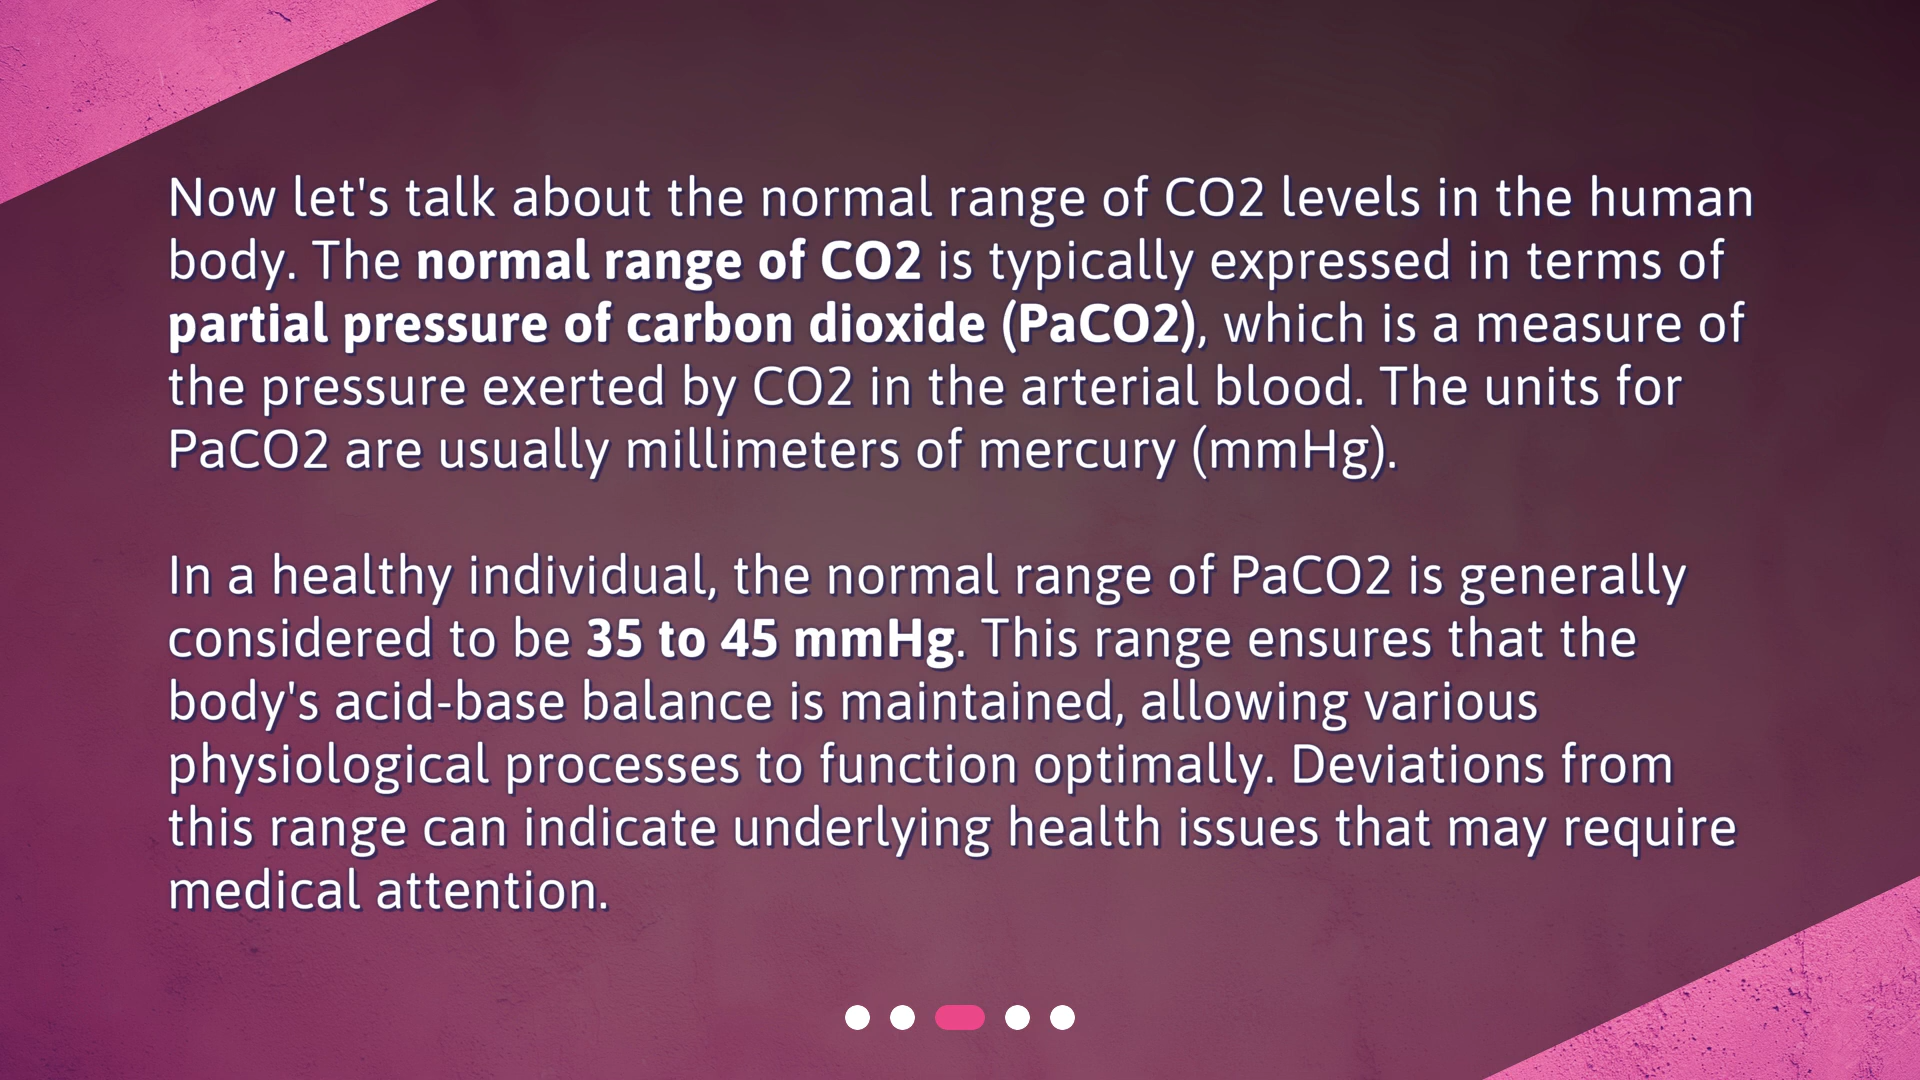 Now let's talk about the normal range of CO2 levels in the human
body. The normal range of CO2 is typically expressed in terms of
partial pressure of carbon dioxide (PaCO2), which is a measure of
the pressure exerted by CO2 in the arterial blood. The units for
PaCO2 are usually millimeters of mercury (mmHg).
In a healthy individual, the normal range of PaCO2 is generally
considered to be 35 to 45 mmHg. This range ensures that the
body's acid-base balance is maintained, allowing various
physiological processes to function optimally. Deviations from
this range can indicate underlying health issues that may require
medical attention.